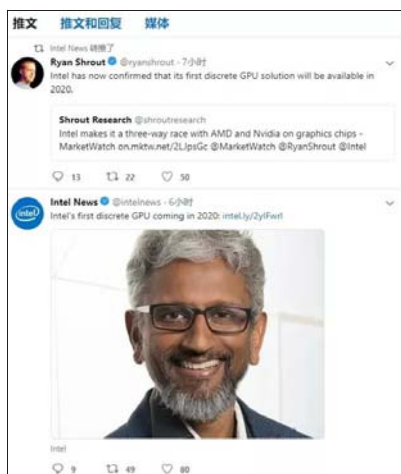 推文 推文和回复 媒体
Intel News 转推了
Ryan Shrout @ryanshrout - 7小时
Intel has now confirmed that its first discrete GPU solution will be available in
2020.
Shrout Research @shroutresearch
Intel makes it a three-way race with AMD and Nvidia on graphics chips -
MarketWatch on.mktw.net/2LJpsGc @MarketWatch @RyanShrout @Intel
13 22 50
Intel News @intelnews - 6小时
Intel's first discrete GPU coming in 2020: intel.ly/2ylFwrl
intel
Intel
9 49 80